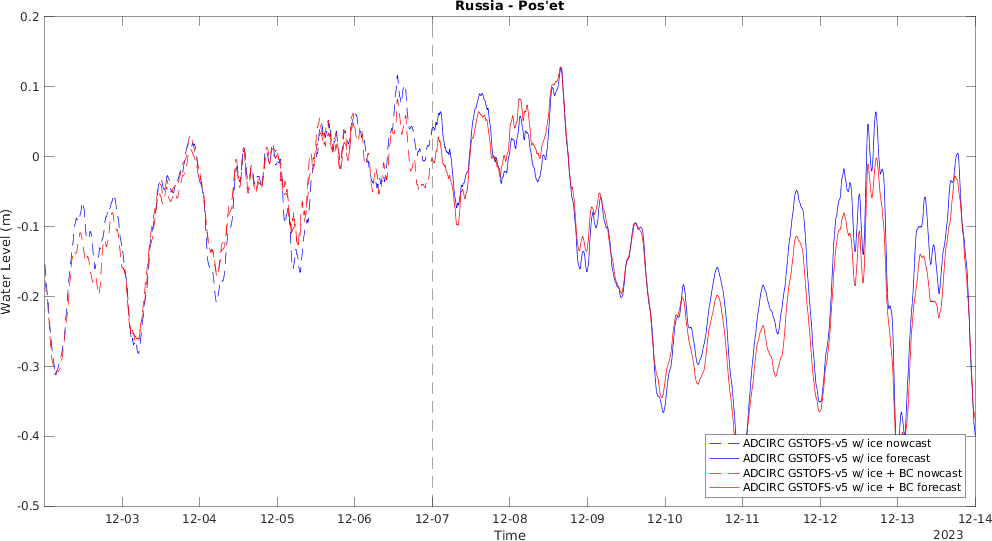 Russia - Pos'et
0.2
0.1
0
-0.1
-0.2
-0.3
-0.4
-0.5
Water Level (m)
12-03 12-04 12-05 12-06 12-07 12-08 12-09 12-10 12-11 12-12 12-13 12-14
Time
2023
ADCIRC GSTOFS-v5 w/ ice nowcast
ADCIRC GSTOFS-v5 w/ ice forecast
ADCIRC GSTOFS-v5 w/ ice + BC nowcast
ADCIRC GSTOFS-v5 w/ ice + BC forecast